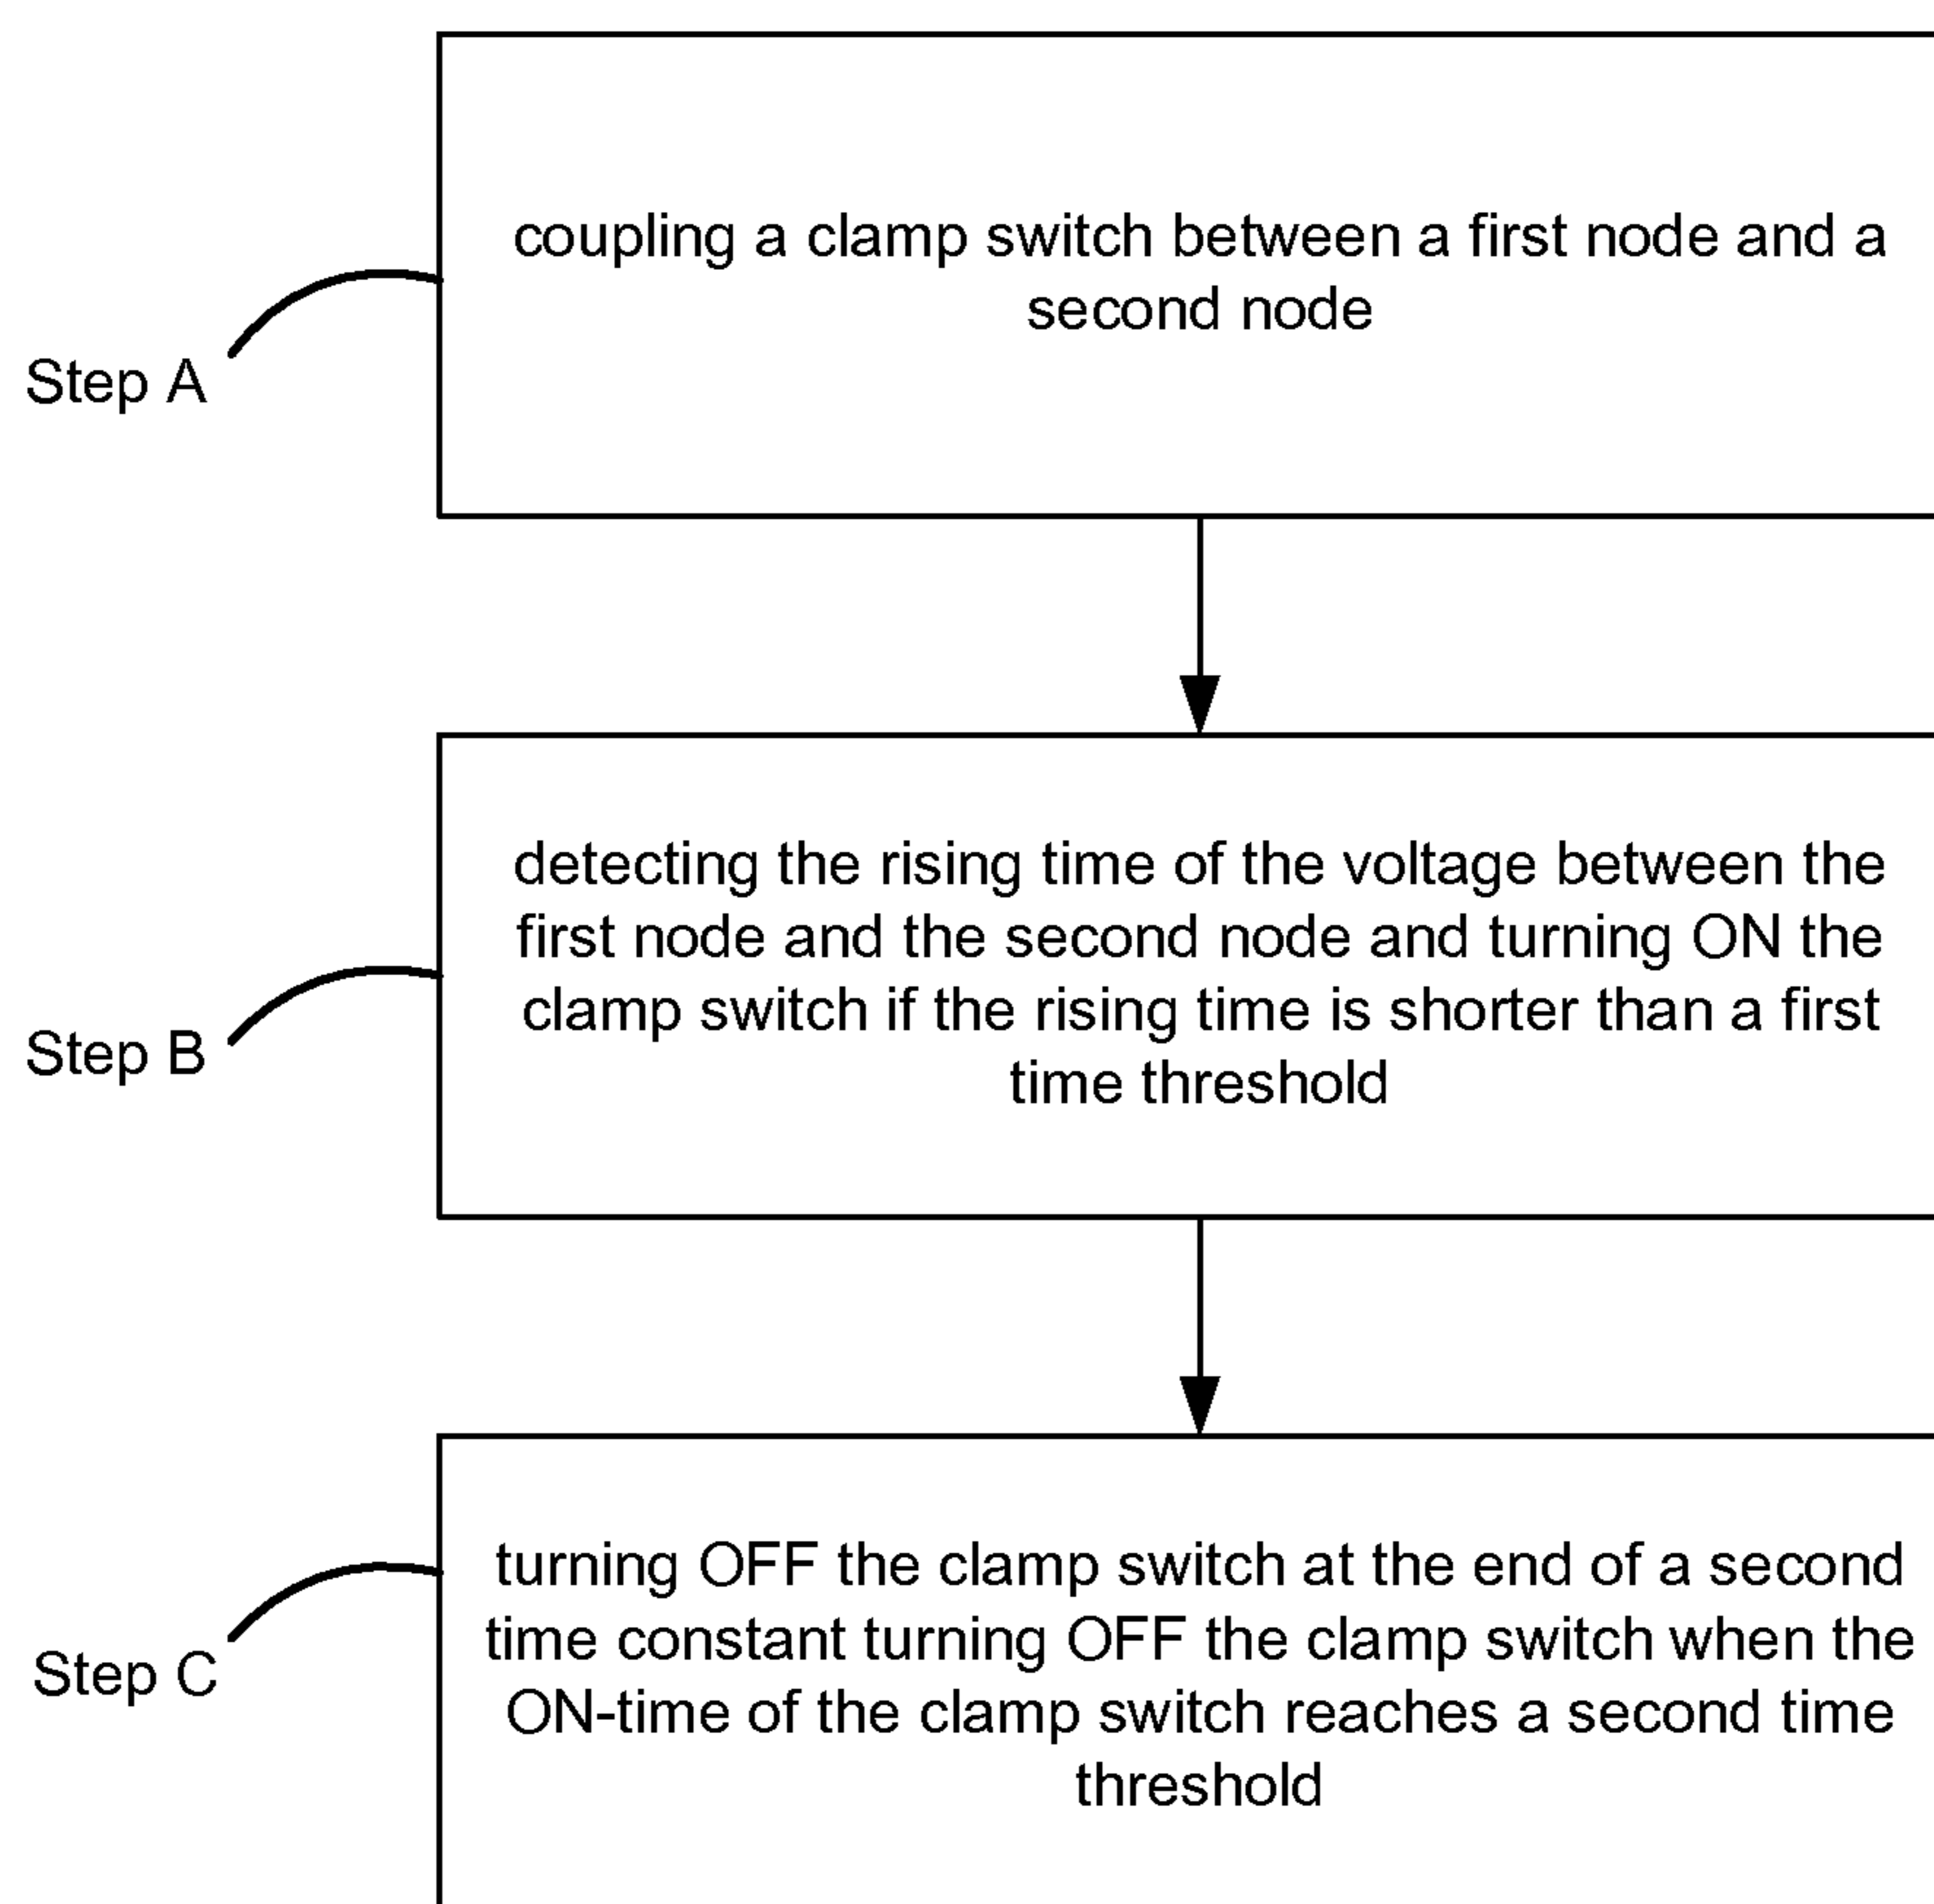 coupling a clamp switch between a first node and a
second node
Step A
detecting the rising time of the voltage between the
first node and the second node and turning ON the
clamp switch if the rising time is shorter than a first
time threshold
Step B
turning OFF the clamp switch at the end of a second
time constant turning OFF the clamp switch when the
ON-time of the clamp switch reaches a second time
threshold
Step C